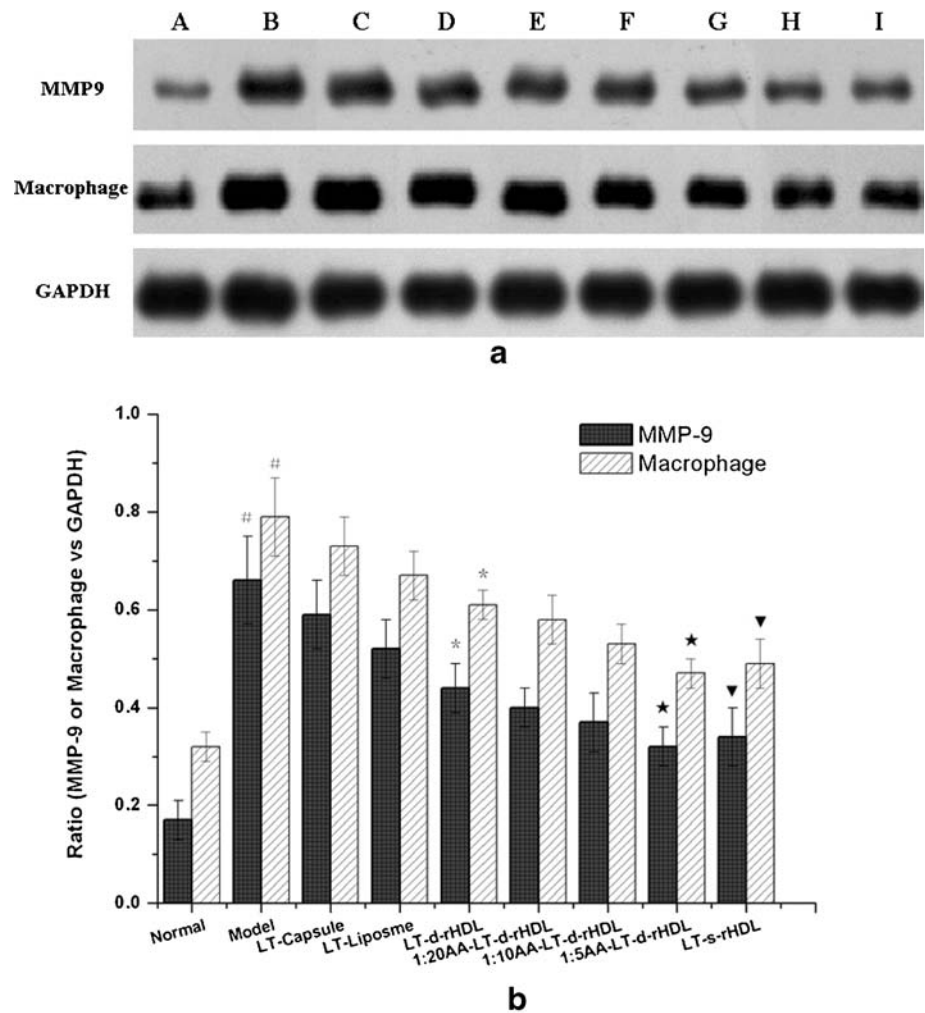 A B C D E F G H I
MMP9
Macrophage
GAPDH
a
1.0
0.8
0.6
0.4
0.2
0.0
Ratio (MMP-9 or Macrophage vs GAPDH)
MMP-9
Macrophage
# #
* *
★ ★
▼ ▼
Normal
Model
LT-Capsule
LT-Liposme
LT-d-rHDL
1:20AA-LT-d-rHDL
1:10AA-LT-d-rHDL
1:5AA-LT-d-rHDL
LT-s-rHDL
b